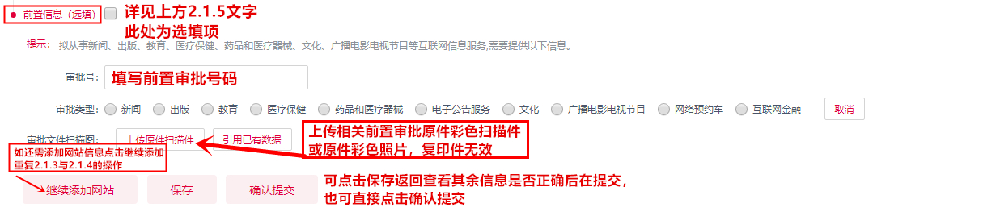 前置信息（选填）
详见上方2.1.5文字
此处为选填项
提示： 拟从事新闻、出版、教育、医疗保健、药品和医疗器械、文化、广播电影电视节目等互联网信息服务,需要提供以下信息。
审批号： 填写前置审批号码
审批类型： 新闻 出版 教育 医疗保健 药品和医疗器械 电子公告服务 文化 广播电影电视节目 网络预约车 互联网金融 取消
审批文件扫描图： 上传原件扫描件 引用已有数据
上传相关前置审批原件彩色扫描件
或原件彩色照片，复印件无效
如还需添加网站信息点击继续添加
重复2.1.3与2.1.4的操作
继续添加网站 保存 确认提交
可点击保存返回查看其余信息是否正确后在提交，
也可直接点击确认提交